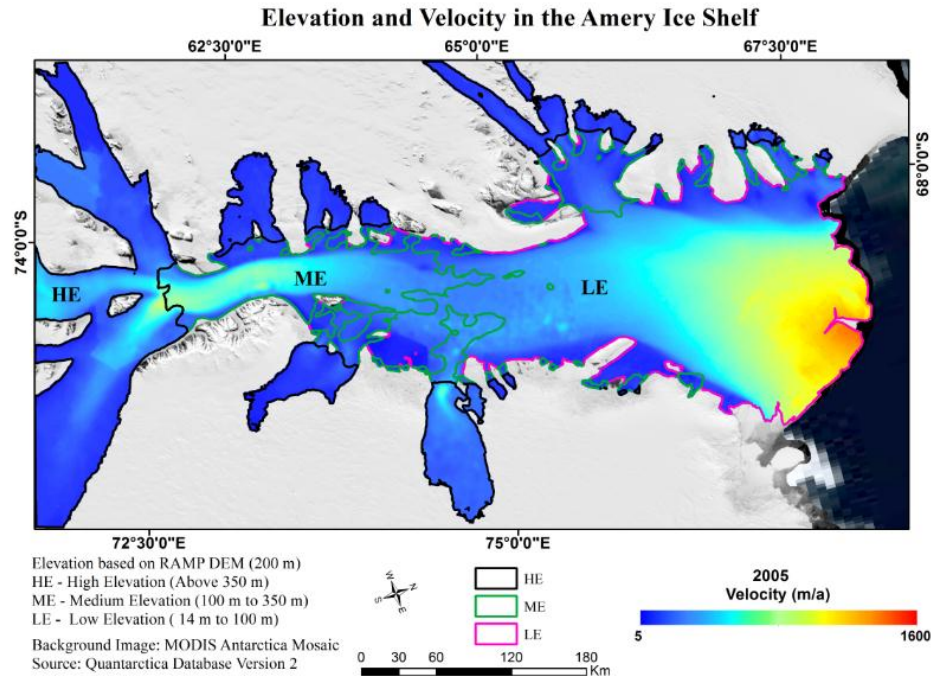 Elevation and Velocity in the Amery Ice Shelf
62°30'0"E 65°0'0"E 67°30'0"E
74°0'0"S
68°0'0"S
HE
ME
LE
72°30'0"E 75°0'0"E
Elevation based on RAMP DEM (200 m)
HE - High Elevation (Above 350 m)
ME - Medium Elevation (100 m to 350 m)
LE - Low Elevation ( 14 m to 100 m)
Background Image: MODIS Antarctica Mosaic
Source: Quantarctica Database Version 2
W N
S E
0 30 60 120 180
Km
HE
ME
LE
2005
Velocity (m/a)
5 1600